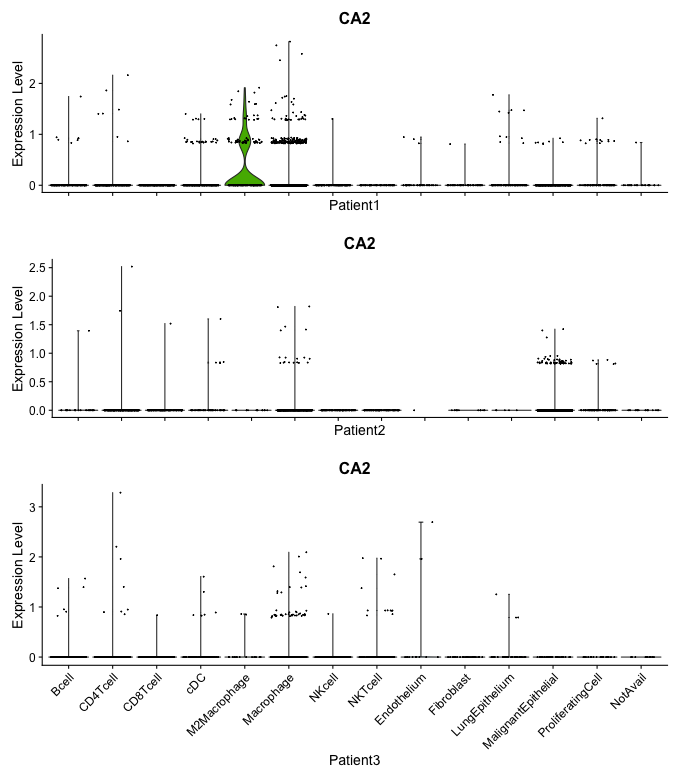 CA2
Expression Level
2
1
0
Patient1
CA2
Expression Level
2.5
2.0
1.5
1.0
0.5
0.0
Patient2
CA2
Expression Level
3
2
1
0
Bcell
CD4Tcell
CD8Tcell
cDC
M2Macrophage
Macrophage
NKcell
NKTcell
Endothelium
Fibroblast
LungEpithelium
MalignantEpithelial
ProliferatingCell
NotAvail
Patient3